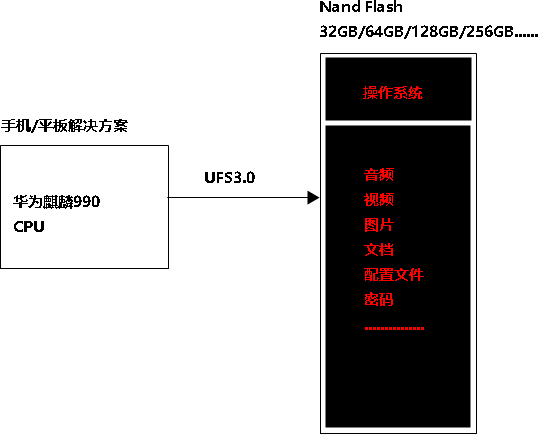 Nand Flash
32GB/64GB/128GB/256GB......
操作系统
手机/平板解决方案
华为麒麟990
CPU
UFS3.0
音频
视频
图片
文档
配置文件
密码
...............